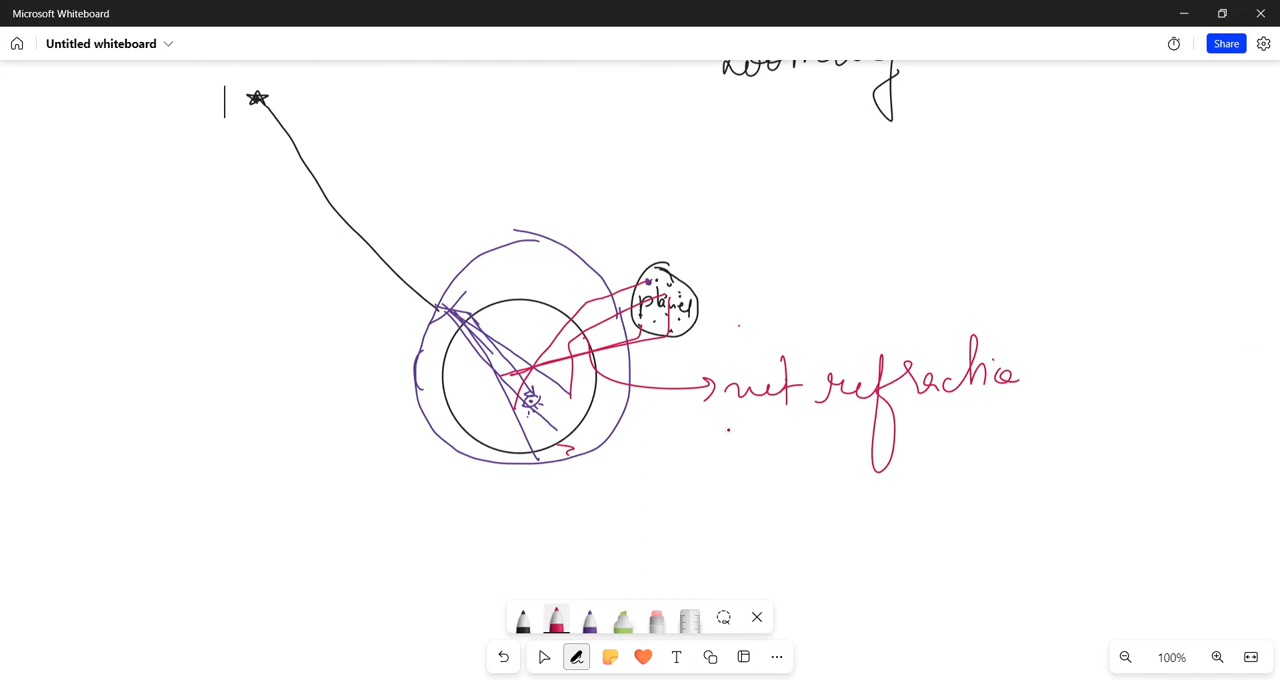 Microsoft Whiteboard
Untitled whiteboard
Share
planet
net refraction
100%